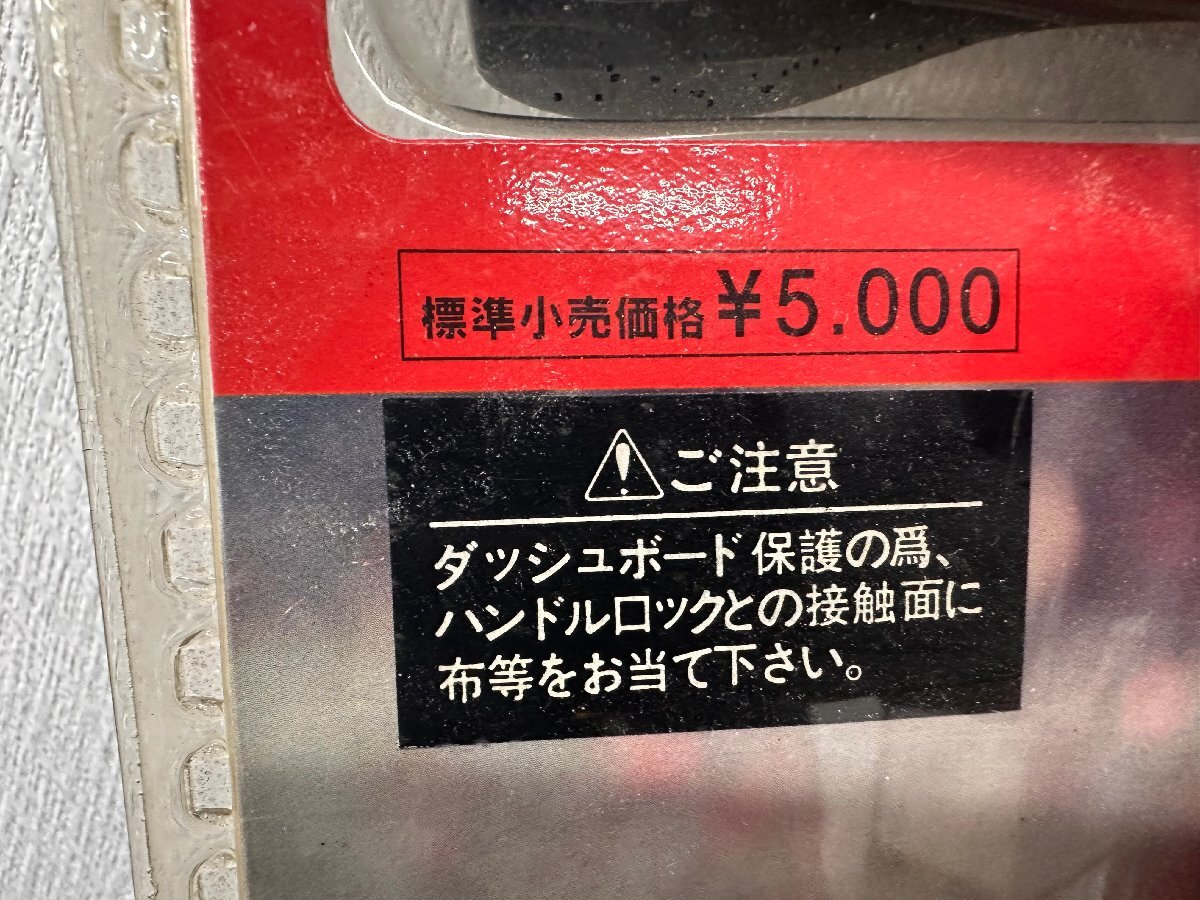 標準小売価格 ¥5.000
ご注意
ダッシュボード保護の爲、
ハンドルロックとの接触面に
布等をお当て下さい。